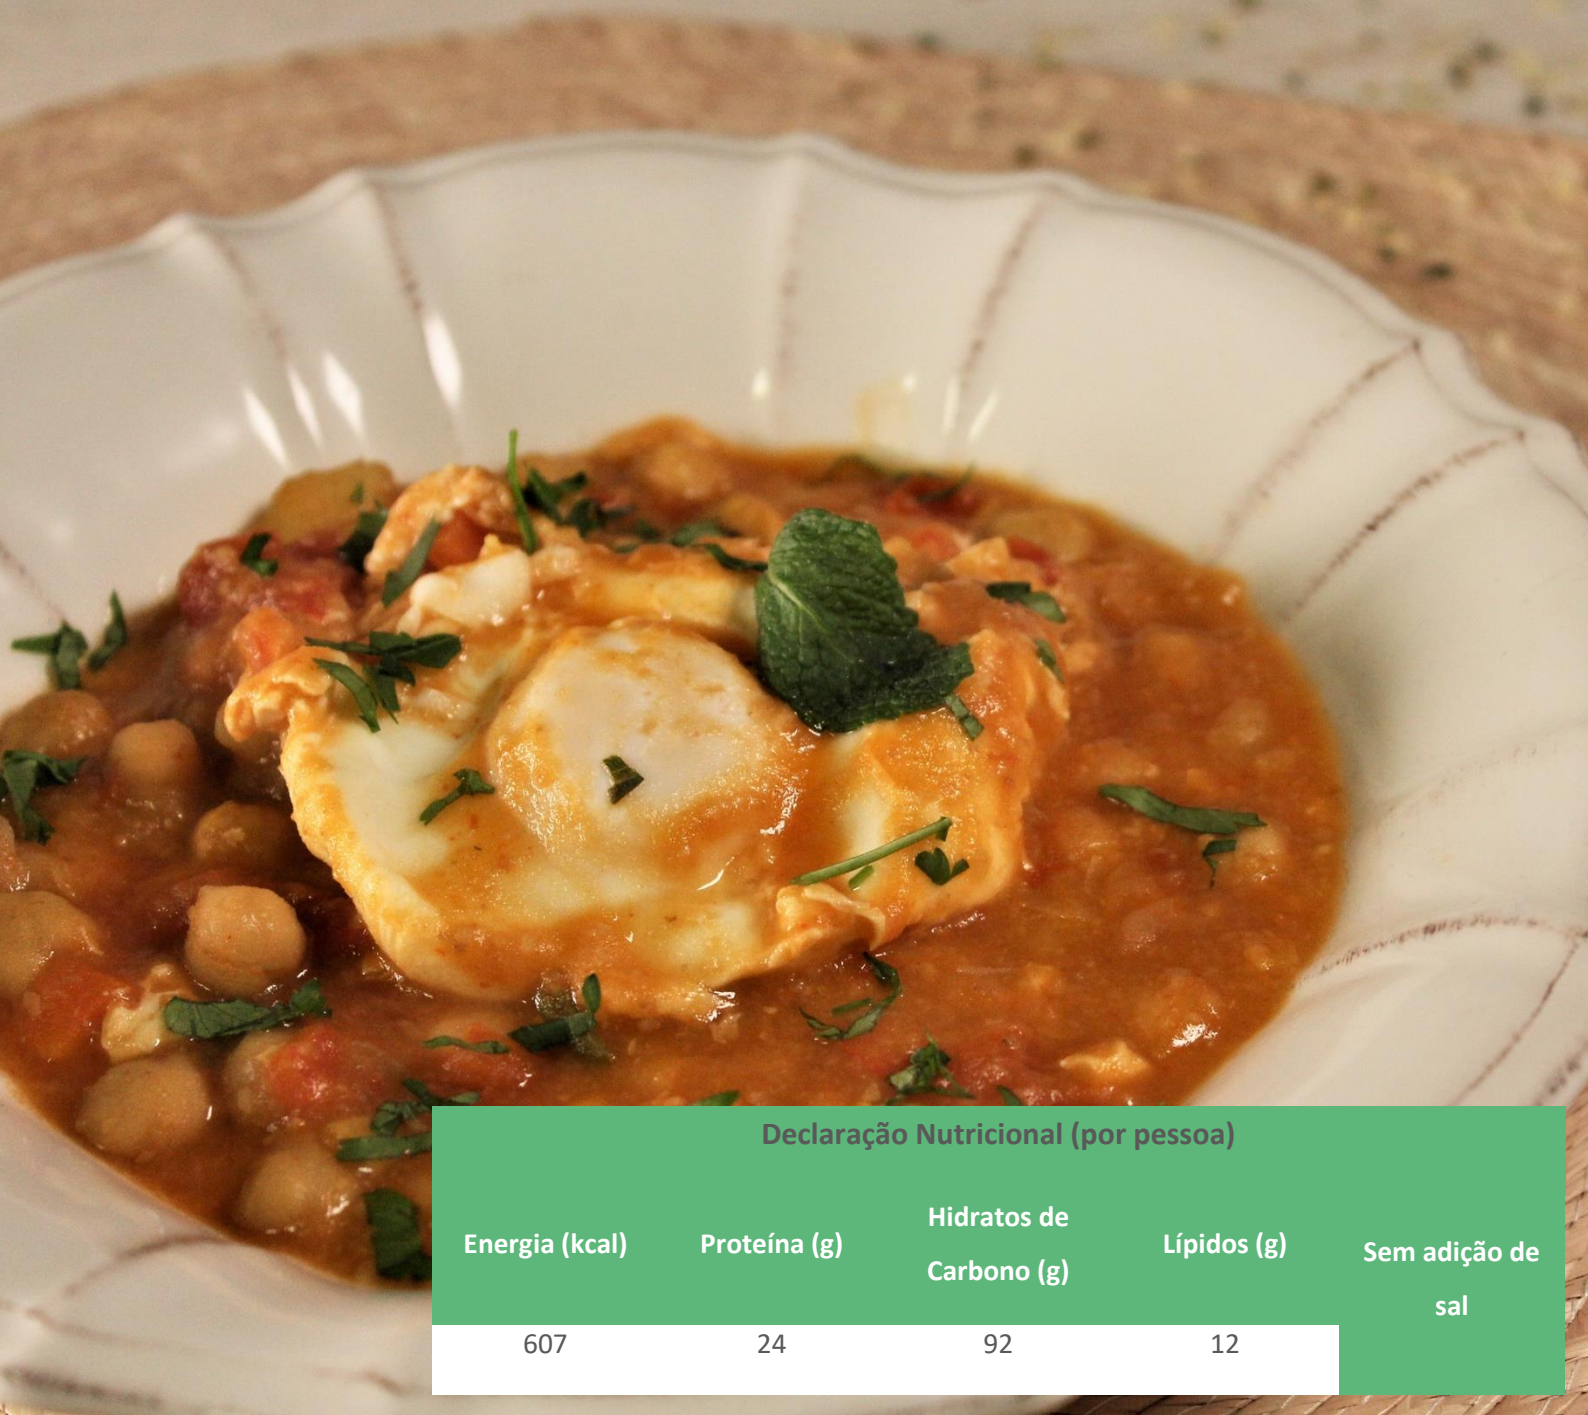 Declaração Nutricional (por pessoa)
Energia (kcal)
Proteína (g)
Hidratos de
Carbono (g)
Lípidos (g)
Sem adição de
sal
607
24
92
12